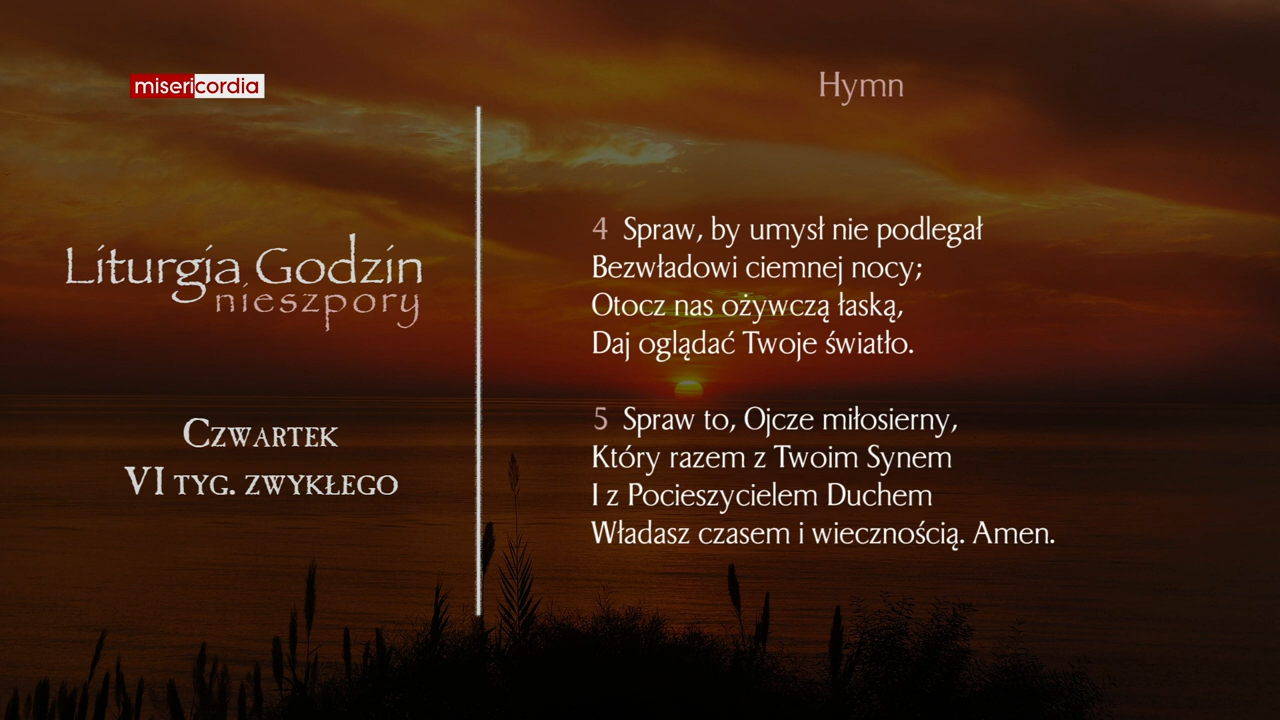 misericordia
Liturgia Godzin
nieszpory
Czwartek
VI tyg. zwykłego
Hymn
4 Spraw, by umysł nie podlegał
Bezwładowi ciemnej nocy;
Otocz nas ożywczą łaską,
Daj oglądać Twoje światło.
5 Spraw to, Ojcze miłosierny,
Który razem z Twoim Synem
I z Pocieszycielem Duchem
Władasz czasem i wiecznością. Amen.